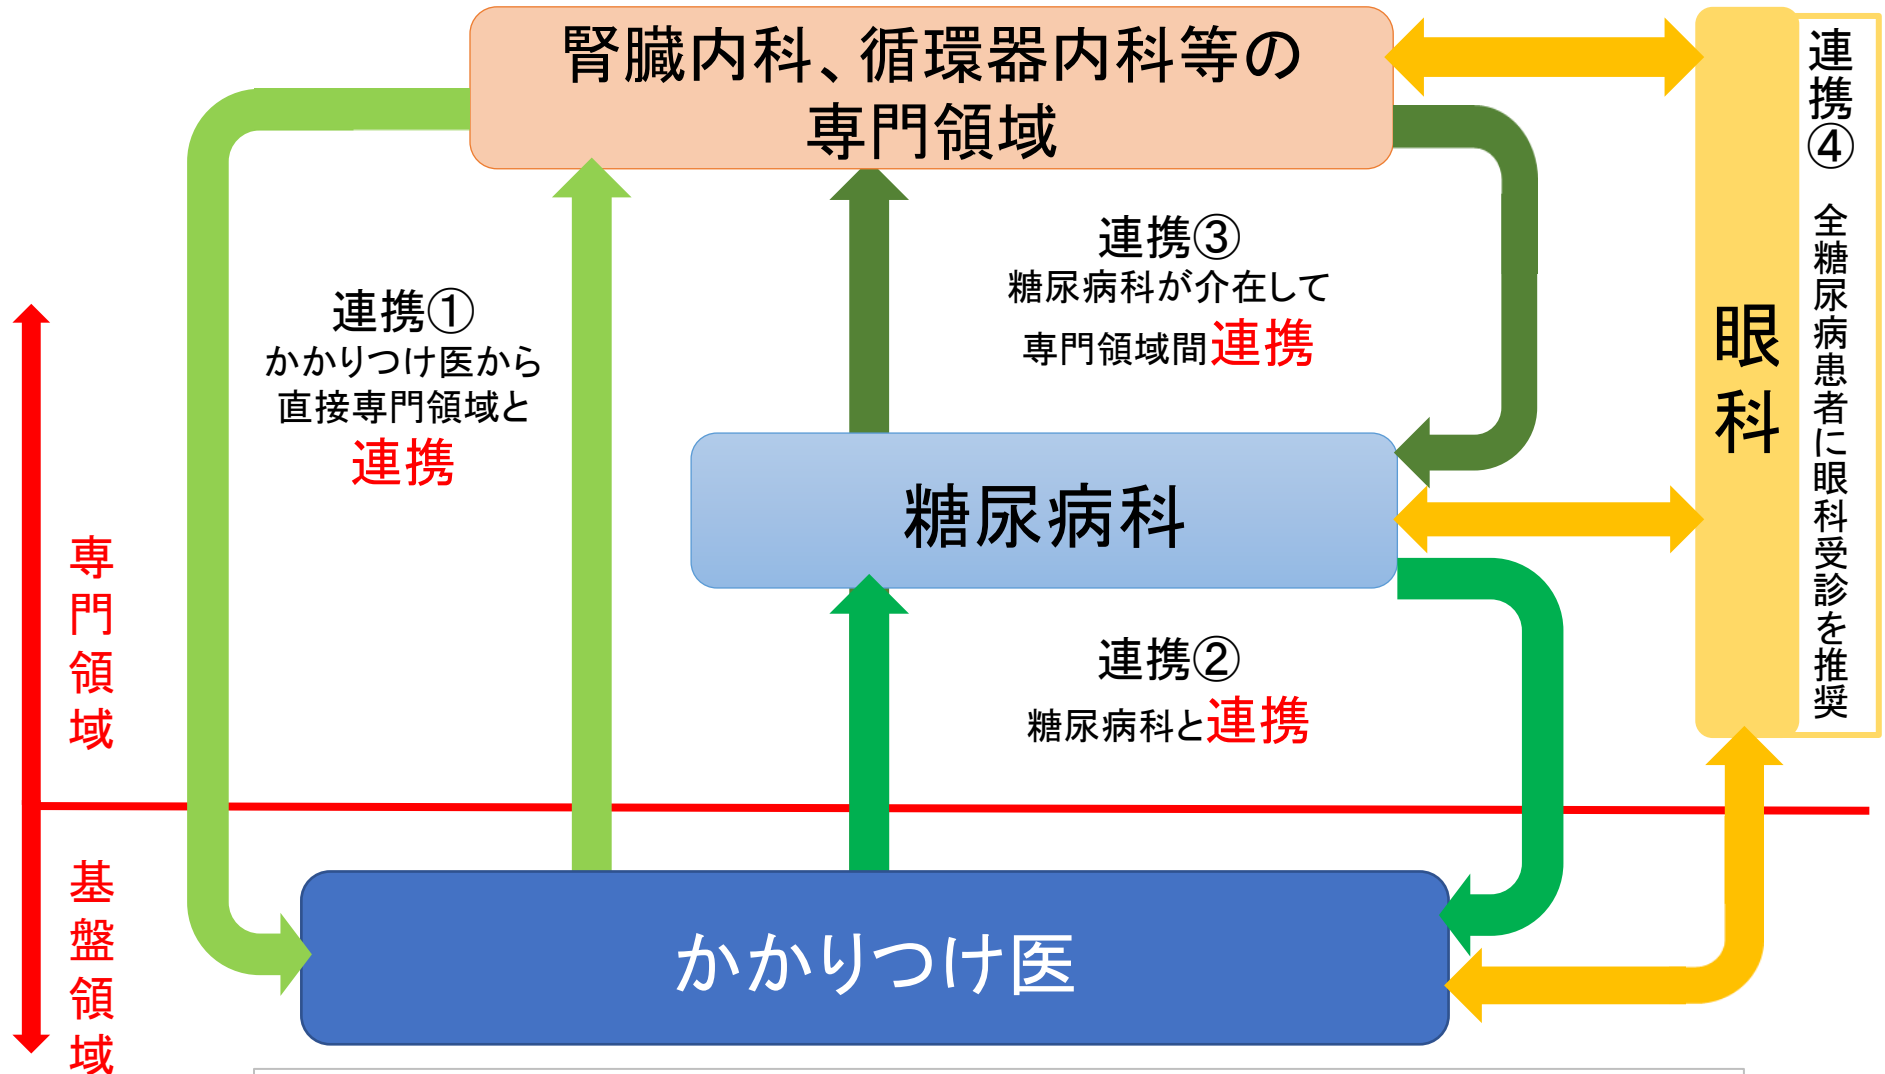 腎臓内科、循環器内科等の
専門領域
連携①
かかりつけ医から
直接専門領域と
連携
連携③
糖尿病科が介在して
専門領域間連携
糖尿病科
連携②
糖尿病科と連携
眼科
連携④ 全糖尿病患者に眼科受診を推奨
専門領域
基盤領域
かかりつけ医